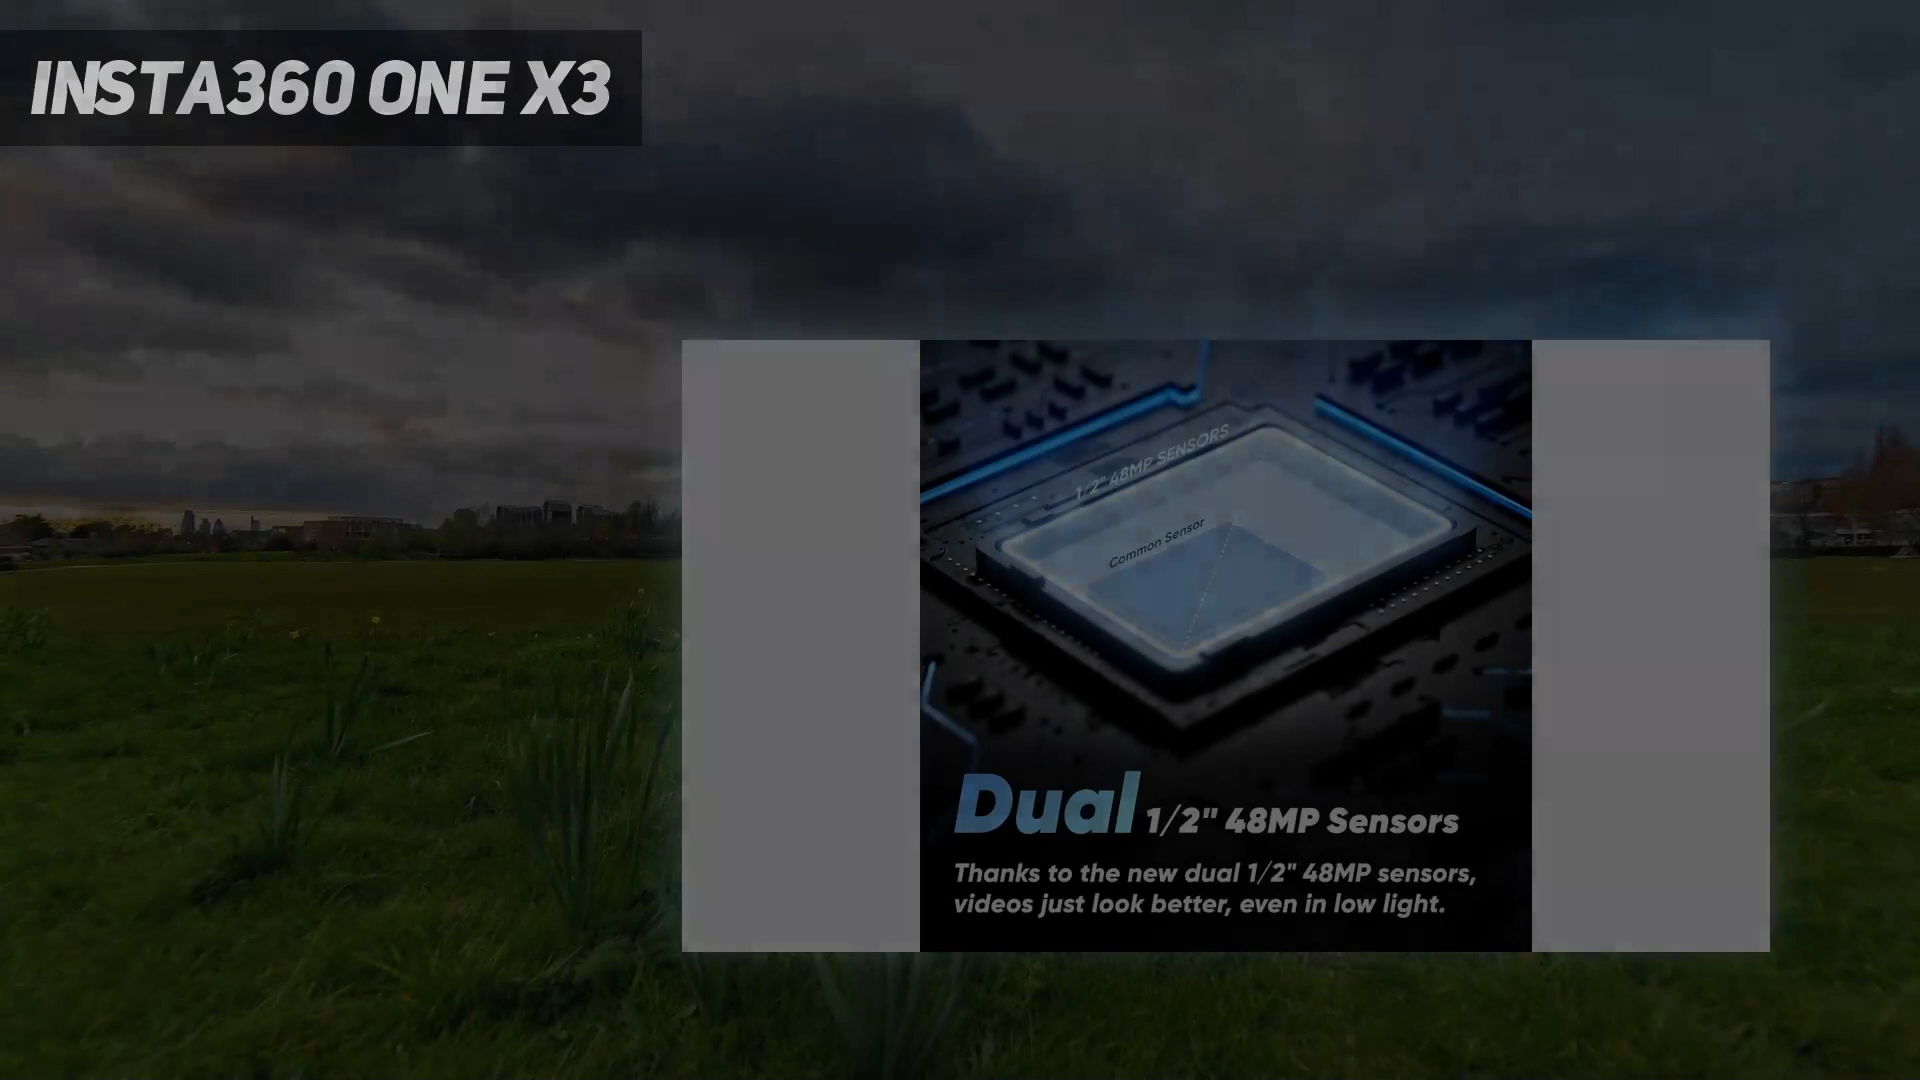 INSTA360 ONE X3
1/2" 48MP SENSORS
Common Sensor
Dual 1/2" 48MP Sensors
Thanks to the new dual 1/2" 48MP sensors,
videos just look better, even in low light.